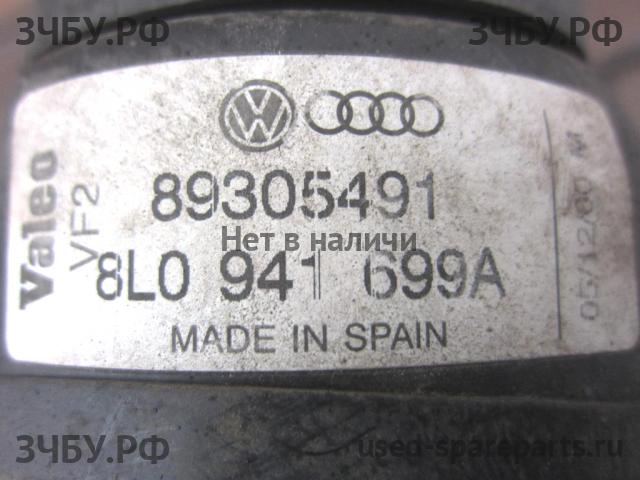 ЗЧБУ.РФ ЗЧБУ.РФ
Valeo
VF2
89305491
Нет в наличи
8L0 941 699A
MADE IN SPAIN
05/12/00 M
ЗЧБУ.РФ used-spareparts.ru